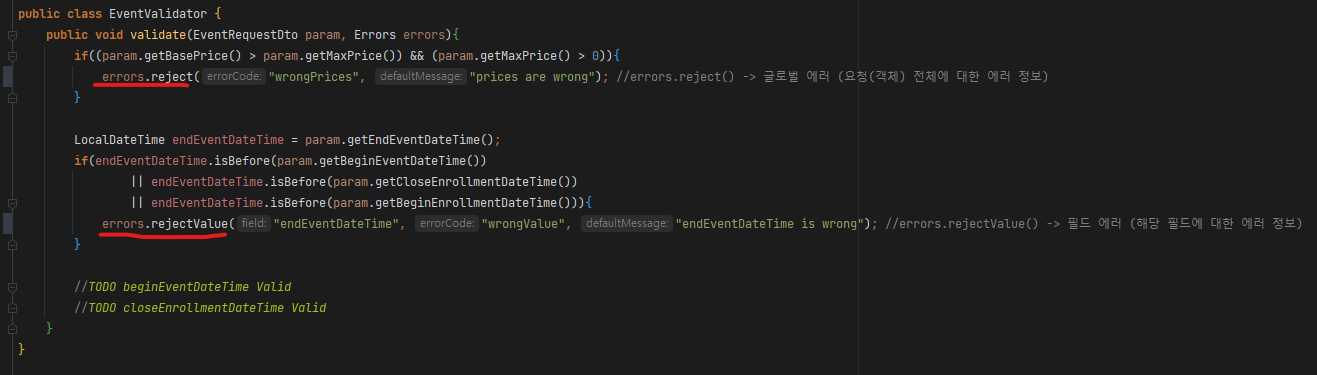 public class EventValidator {
public void validate(EventRequestDto param, Errors errors){
if((param.getBasePrice() > param.getMaxPrice()) && (param.getMaxPrice() > 0)){
errors.reject( errorCode: "wrongPrices", defaultMessage: "prices are wrong"); //errors.reject() -> 글로벌 에러 (요청(객체) 전체에 대한 에러 정보)
}
LocalDateTime endEventDateTime = param.getEndEventDateTime();
if(endEventDateTime.isBefore(param.getBeginEventDateTime())
|| endEventDateTime.isBefore(param.getCloseEnrollmentDateTime())
|| endEventDateTime.isBefore(param.getBeginEnrollmentDateTime())){
errors.rejectValue( field: "endEventDateTime", errorCode: "wrongValue", defaultMessage: "endEventDateTime is wrong"); //errors.rejectValue() -> 필드 에러 (해당 필드에 대한 에러 정보)
}
//TODO beginEventDateTime Valid
//TODO closeEnrollmentDateTime Valid
}
}